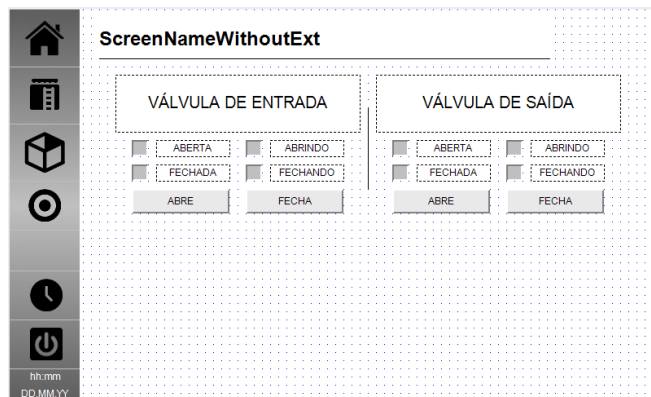 ScreenNameWithoutExt
VÁLVULA DE ENTRADA
VÁLVULA DE SAÍDA
ABERTA
ABRINDO
ABERTA
ABRINDO
FECHADA
FECHANDO
FECHADA
FECHANDO
ABRE
FECHA
ABRE
FECHA
hh:mm
DD.MM.YY